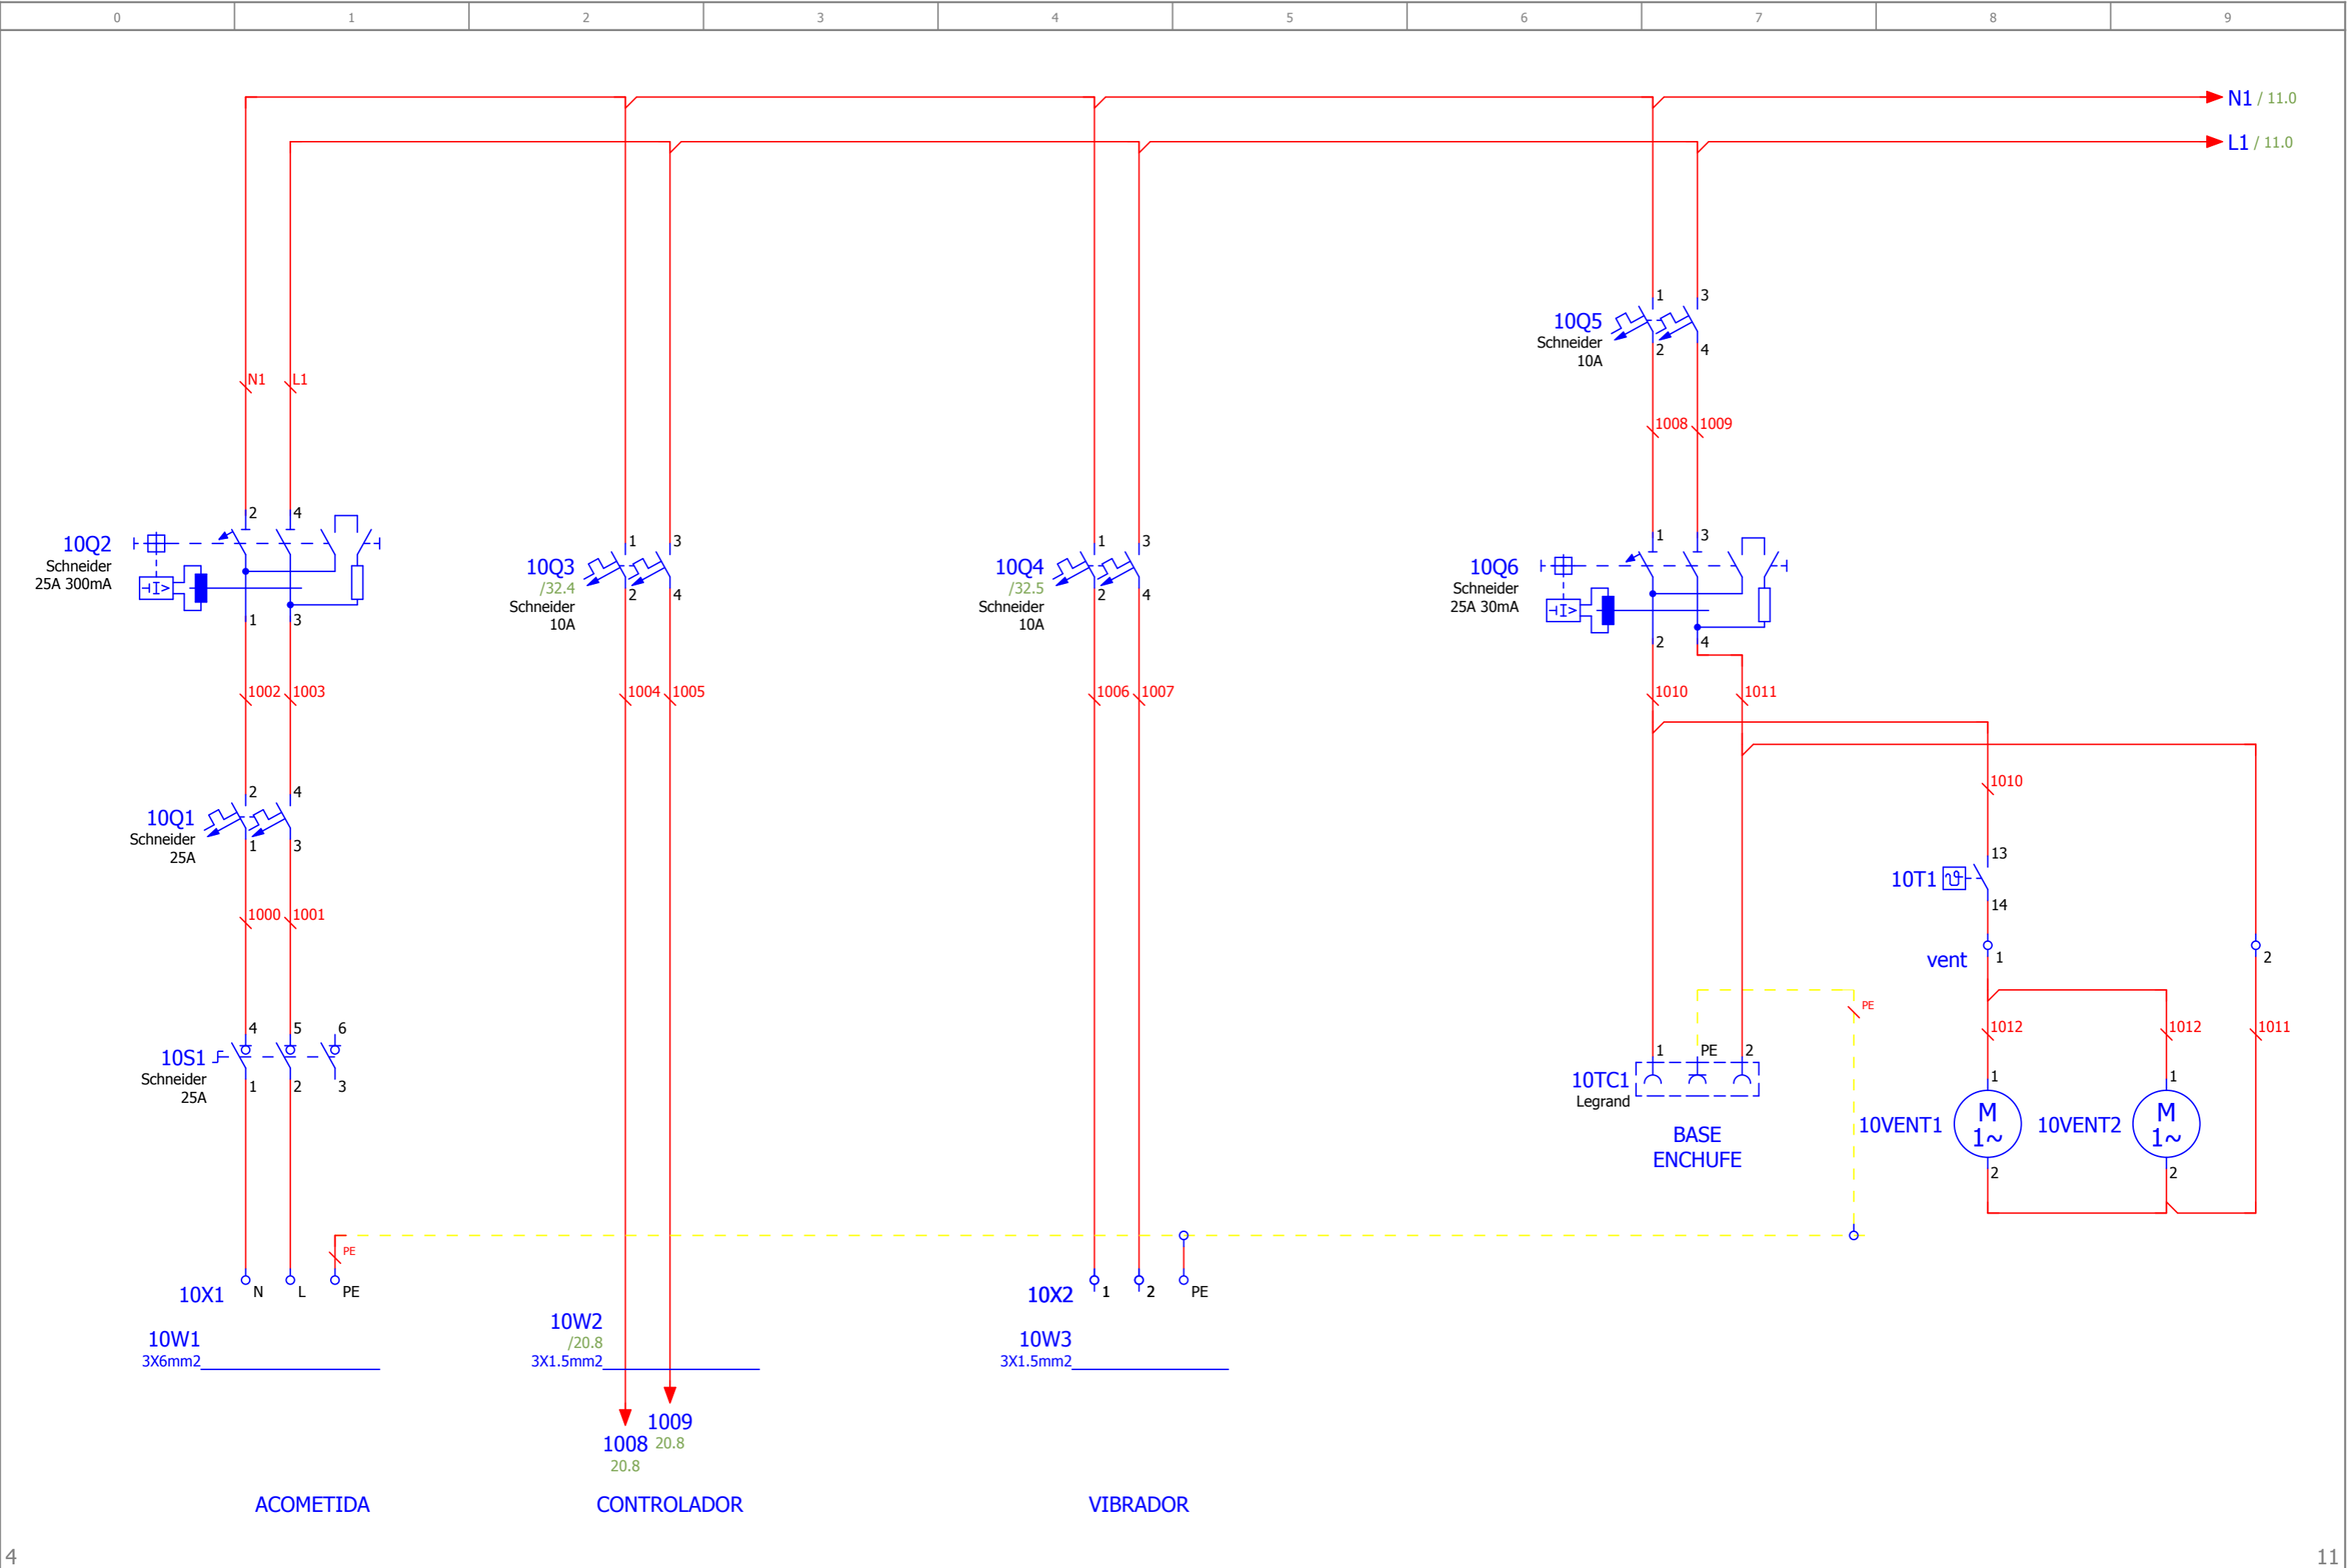 0 1 2 3 4 5 6 7 8 9
N1 / 11.0
L1 / 11.0
1 3
10Q5
Schneider
10A
2 4
N1 L1
1008 1009
2 4
10Q2
Schneider
25A 300mA
I>
1 3
1 3
10Q3
/32.4
Schneider
10A
2 4
1 3
10Q4
/32.5
Schneider
10A
2 4
1 3
10Q6
Schneider
25A 30mA
I>
2 4
1002 1003
1004 1005
1006 1007
1010 1011
1010
2 4
10Q1
Schneider
25A
1 3
13
10T1 ϑ
14
1000 1001
vent 1
2
4 5 6
10S1
Schneider
25A
1 2 3
PE
1012 1012 1011
1 PE 2
10TC1
Legrand
BASE
ENCHUFE
1
10VENT1
M
1~
2
1
10VENT2
M
1~
2
PE
10X1 N L PE
10X2 1 2 PE
10W1
3X6mm2
10W2
/20.8
3X1.5mm2
10W3
3X1.5mm2
1009
20.8
1008
20.8
ACOMETIDA
CONTROLADOR
VIBRADOR
4
11